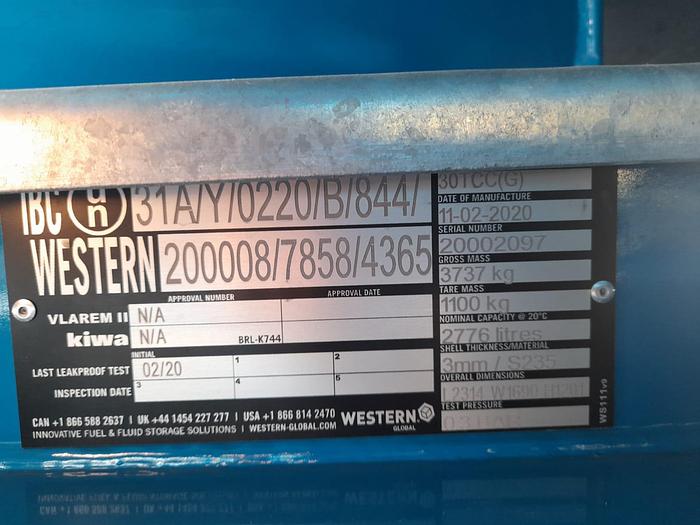 IBC un 31A/Y/0220/B/844/
WESTERN 200008/7858/4365
30TCC(G)
DATE OF MANUFACTURE
11-02-2020
SERIAL NUMBER
20002097
GROSS MASS
3737 kg
TARE MASS
1100 kg
NOMINAL CAPACITY @ 20°C
2776 litres
SHELL THICKNESS/MATERIAL
3mm / S235
OVERALL DIMENSIONS
L2314 W1690 H1201
TEST PRESSURE
APPROVAL NUMBER APPROVAL DATE
VLAREM II N/A
kiwa N/A BRL-K744
LAST LEAKPROOF TEST INITIAL 02/20 1 2
INSPECTION DATE 3 4 5
CAN +1 866 588 2637 | UK +44 1454 227 277 | USA +1 866 814 2470
INNOVATIVE FUEL & FLUID STORAGE SOLUTIONS | WESTERN-GLOBAL.COM
WESTERN
GLOBAL
WS111v9